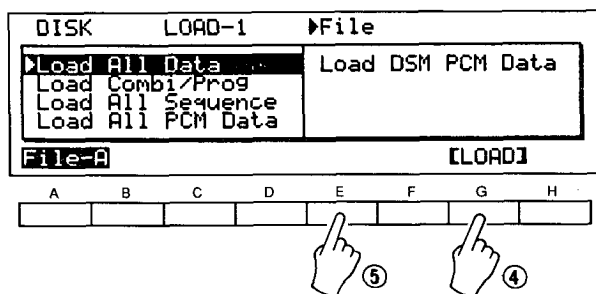 DISK LOAD-1 ▶File
▶Load All Data Load DSM PCM Data
Load Combi/Prog
Load All Sequence
Load All PCM Data
File-A [LOAD]
A B C D E F G H
⑤ ④